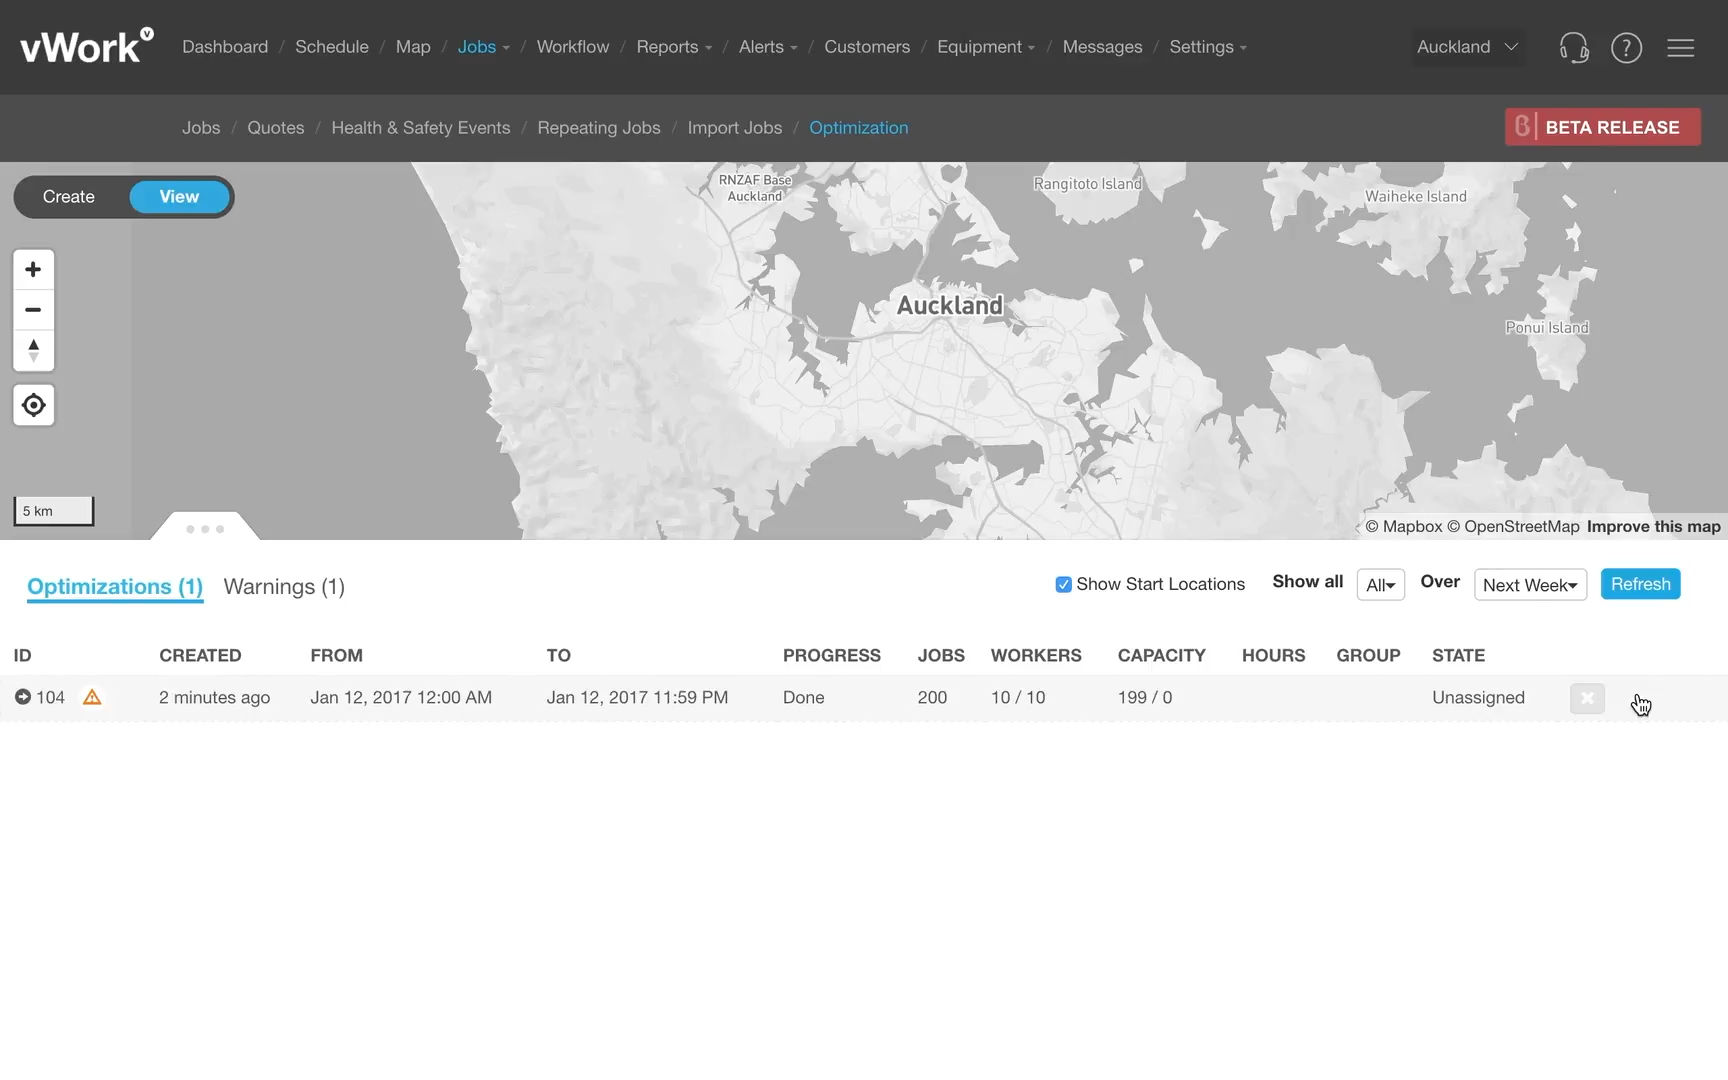 vWork v
Dashboard / Schedule / Map / Jobs / Workflow / Reports / Alerts / Customers / Equipment / Messages / Settings
Auckland
?
Jobs / Quotes / Health & Safety Events / Repeating Jobs / Import Jobs / Optimization
β BETA RELEASE
Create View
RNZAF Base
Auckland
Rangitoto Island
Waiheke Island
Auckland
Ponui Island
5 km
© Mapbox © OpenStreetMap Improve this map
Optimizations (1) Warnings (1)
Show Start Locations Show all All Over Next Week Refresh
ID CREATED FROM TO PROGRESS JOBS WORKERS CAPACITY HOURS GROUP STATE
104 2 minutes ago Jan 12, 2017 12:00 AM Jan 12, 2017 11:59 PM Done 200 10 / 10 199 / 0 Unassigned